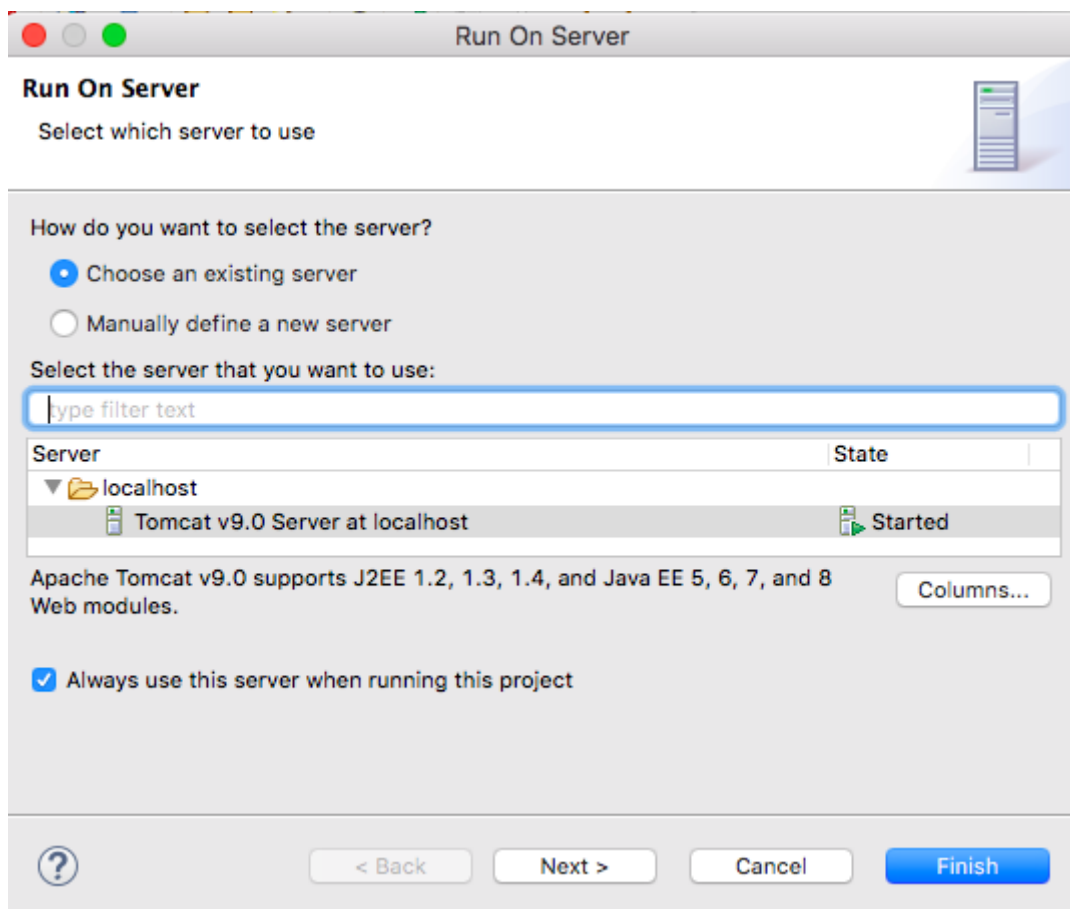 Run On Server
Run On Server
Select which server to use
How do you want to select the server?
Choose an existing server
Manually define a new server
Select the server that you want to use:
type filter text
Server State
localhost
Tomcat v9.0 Server at localhost Started
Apache Tomcat v9.0 supports J2EE 1.2, 1.3, 1.4, and Java EE 5, 6, 7, and 8
Web modules.
Columns...
Always use this server when running this project
? < Back Next > Cancel Finish